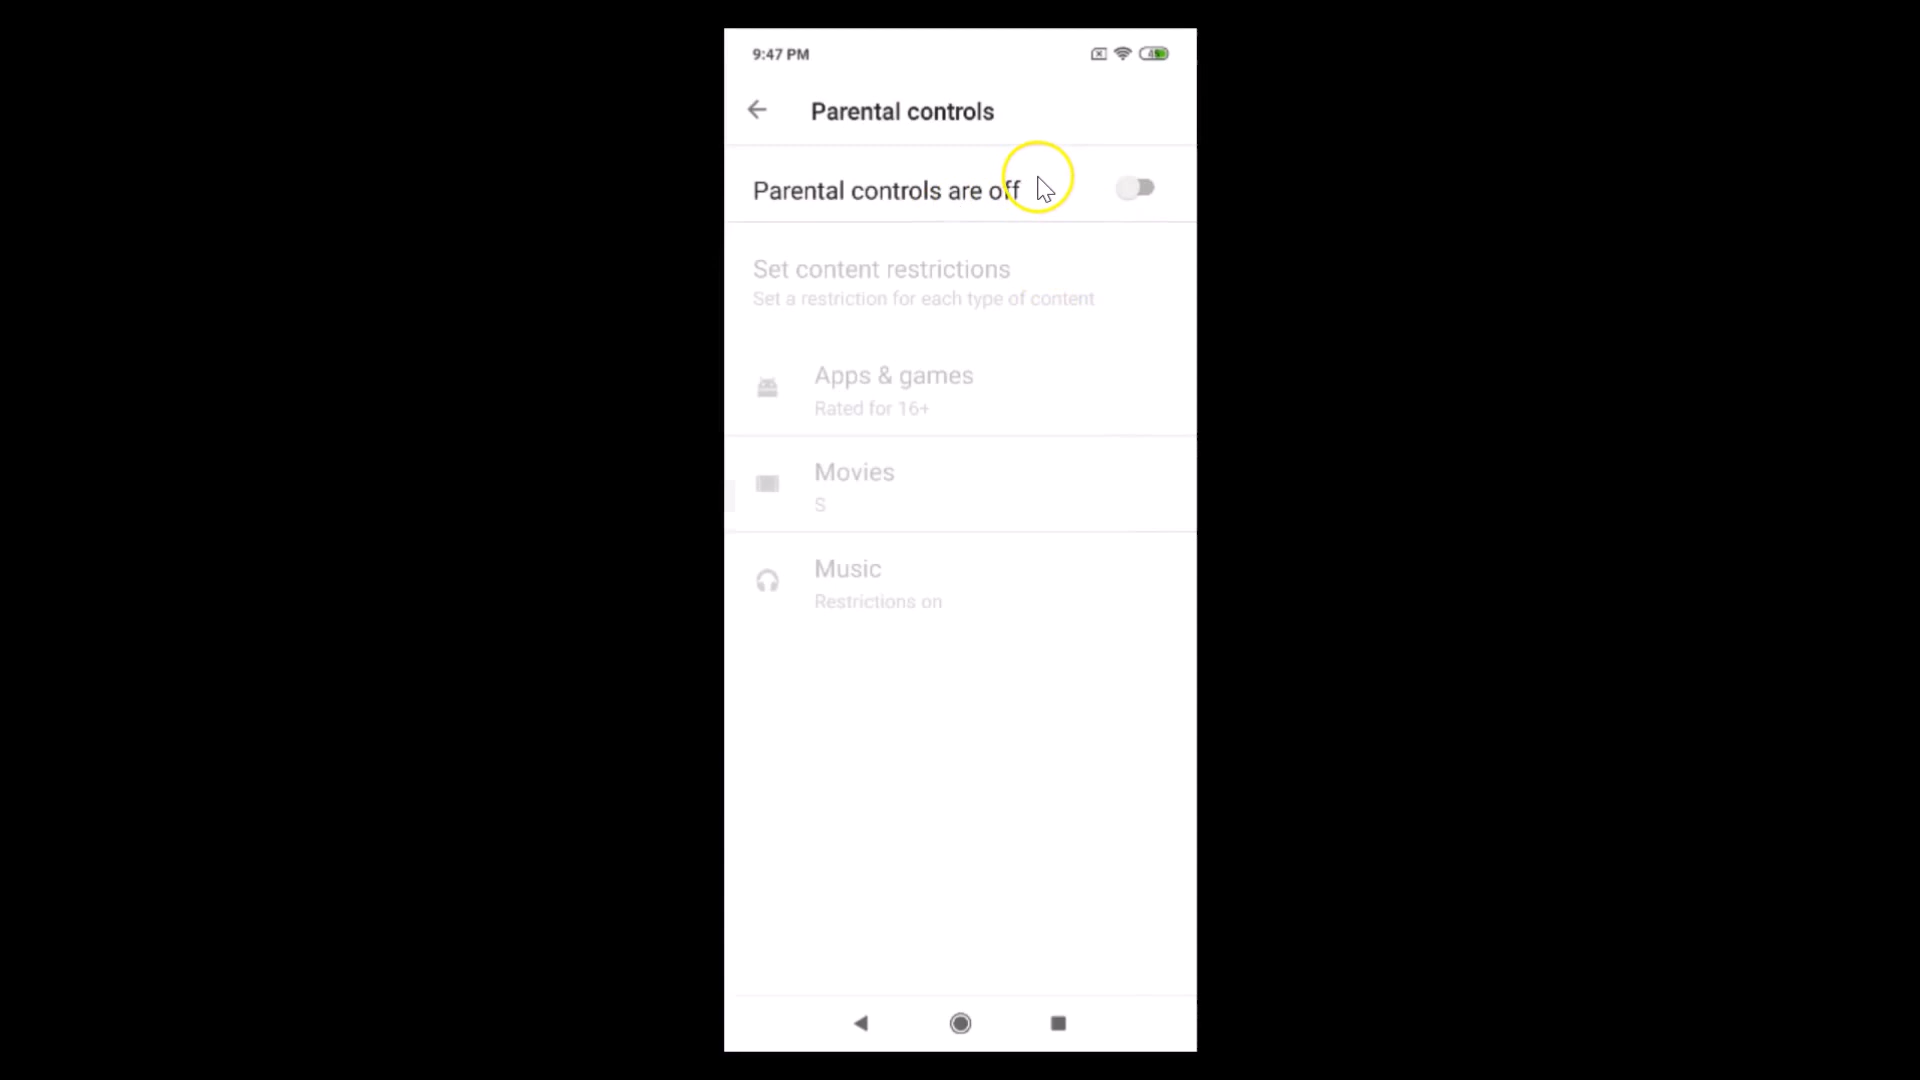 9:47 PM
Parental controls
Parental controls are off
Set content restrictions
Set a restriction for each type of content
Apps & games
Rated for 16+
Movies
S
Music
Restrictions on